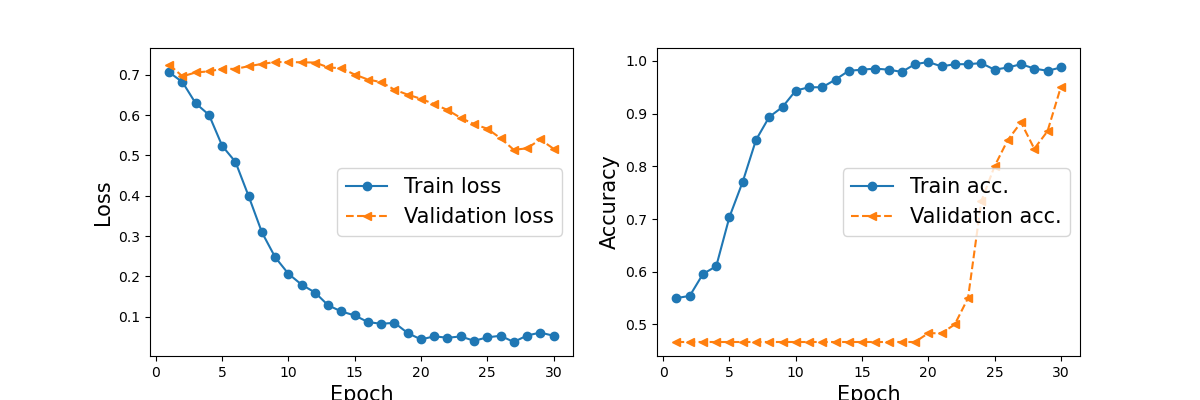 0.7
0.6
0.5
0.4
0.3
0.2
0.1
Loss
0 5 10 15 20 25 30
Epoch
Train loss
Validation loss
1.0
0.9
0.8
0.7
0.6
0.5
Accuracy
0 5 10 15 20 25 30
Epoch
Train acc.
Validation acc.